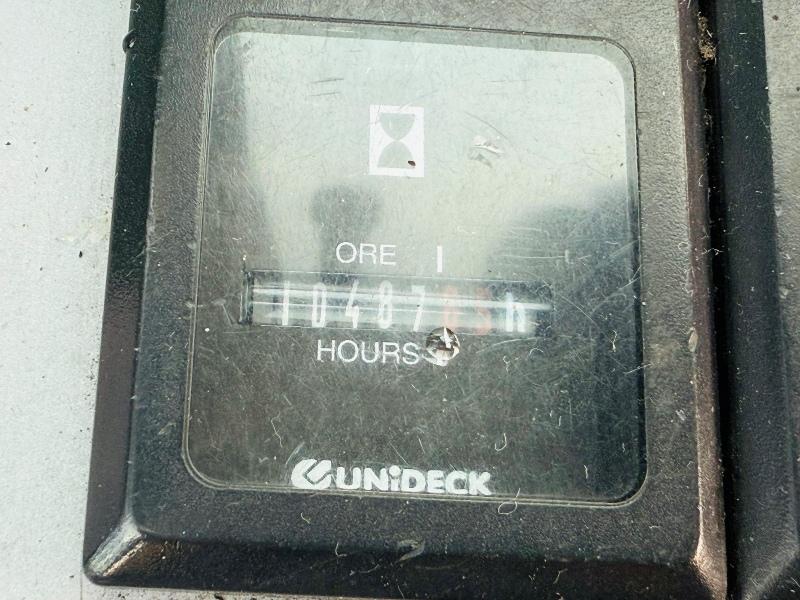 ORE |
10487 h
HOURS
UNIDECK